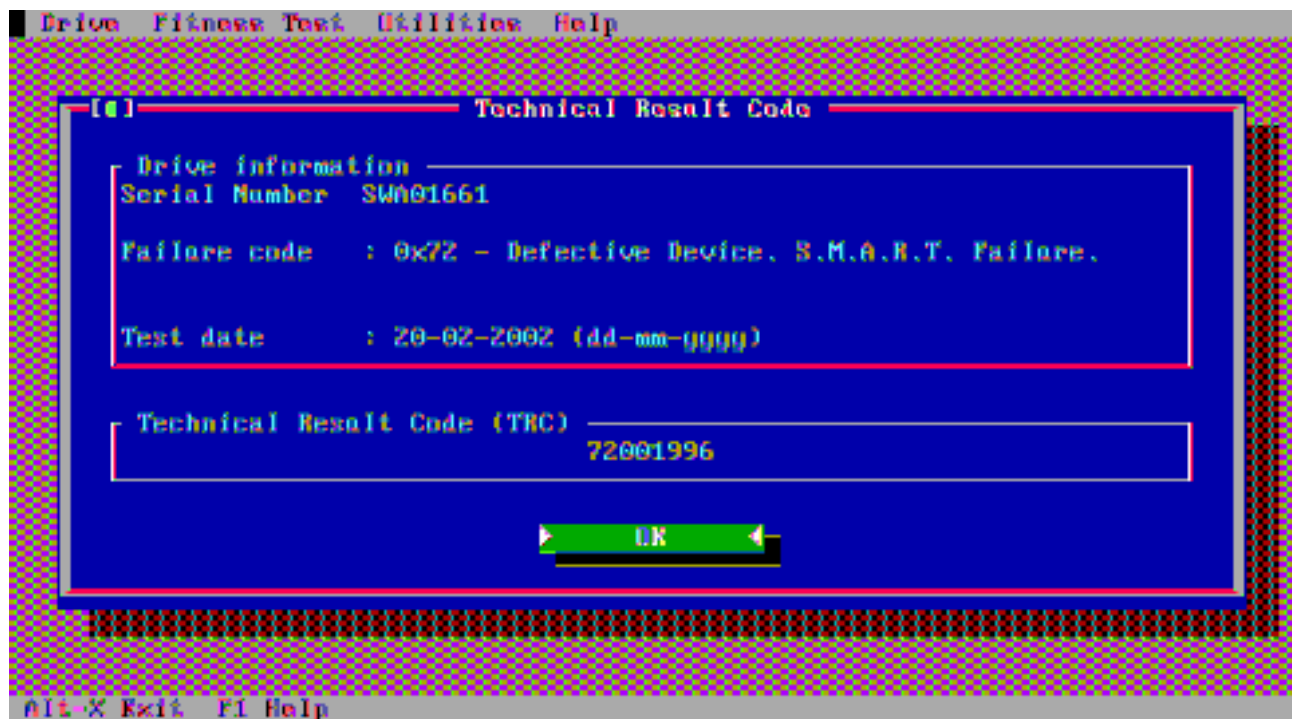 Drive Fitness Test Utilities Help
Technical Result Code
Drive information
Serial Number SWA01661
Failure code : 0x72 - Defective Device. S.M.A.R.T. Failure.
Test date : 20-02-2002 (dd-mm-yyyy)
Technical Result Code (TRC)
72001996
OK
Alt-X Exit F1 Help